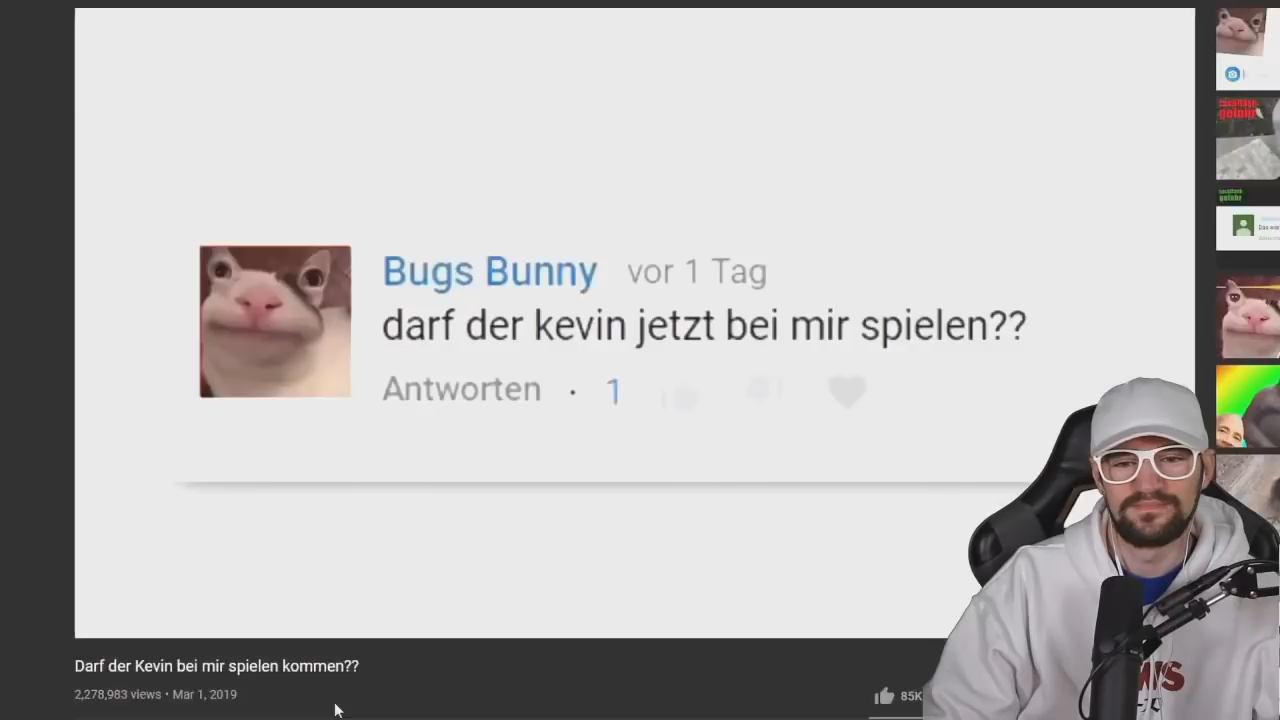 Bugs Bunny vor 1 Tag
darf der kevin jetzt bei mir spielen??
Antworten · 1
Darf der Kevin bei mir spielen kommen??
2,278,983 views • Mar 1, 2019
85K